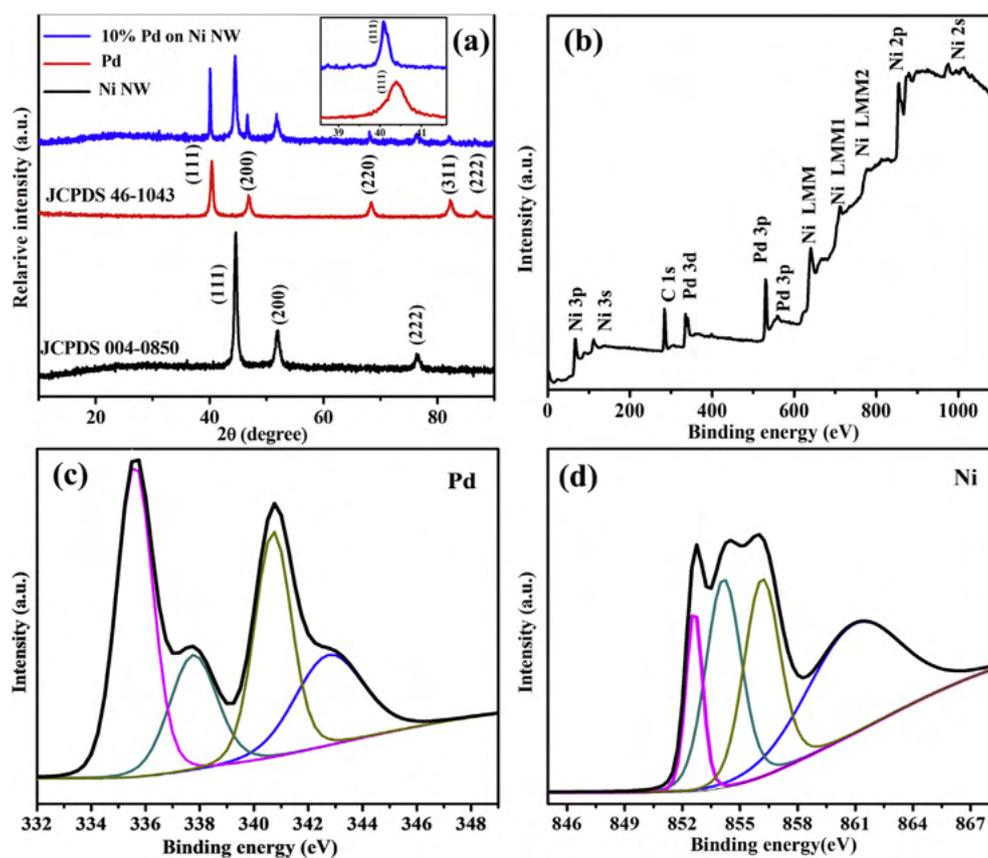 (a)
10% Pd on Ni NW
Pd
Ni NW
(111)
(111)
39 40 41
(111)
(200)
(220)
(311)
(222)
JCPDS 46-1043
(111)
(200)
(222)
JCPDS 004-0850
Relarive intensity (a.u.)
20 40 60 80
2θ (degree)
(b)
Ni 3p
Ni 3s
C 1s
Pd 3d
Pd 3p
Pd 3p
Ni LMM
Ni LMM1
Ni LMM2
Ni 2p
Ni 2s
Intensity (a.u.)
0 200 400 600 800 1000
Binding energy (eV)
(c)
Pd
Intensity (a.u.)
332 334 336 338 340 342 344 346 348
Binding energy (eV)
(d)
Ni
Intensity (a.u.)
846 849 852 855 858 861 864 867
Binding energy(eV)